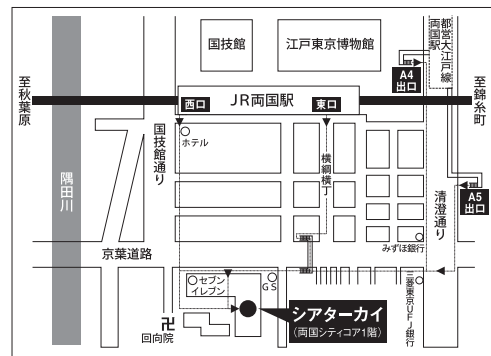 国技館
江戸東京博物館
都営大江戸線
両国駅
A4
出口
至秋葉原
西口
JR両国駅
東口
至錦糸町
国技館通り
ホテル
横綱横丁
隅田川
清澄通り
A5
出口
みずほ銀行
京葉道路
セブン
イレブン
GS
三菱東京UFJ銀行
シアターカイ
(両国シティコア1階)
卍
回向院